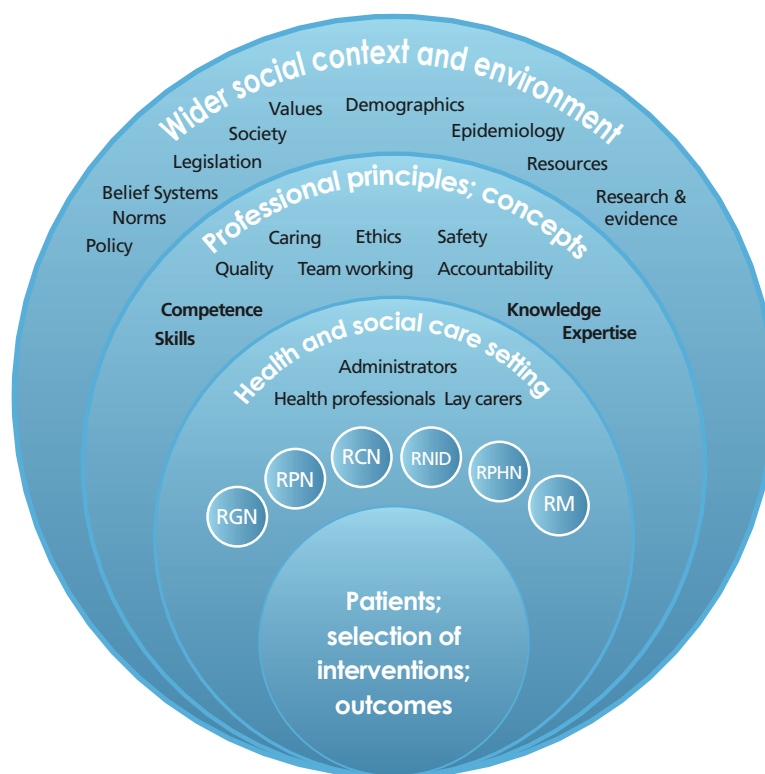 Wider social context and environment
Values
Demographics
Society
Epidemiology
Legislation
Resources
Belief Systems
Research &
evidence
Norms
Policy
Professional principles; concepts
Caring
Ethics
Safety
Quality
Team working
Accountability
Competence
Knowledge
Skills
Expertise
Health and social care setting
Administrators
Health professionals
Lay carers
RGN
RPN
RCN
RNID
RPHN
RM
Patients;
selection of
interventions;
outcomes